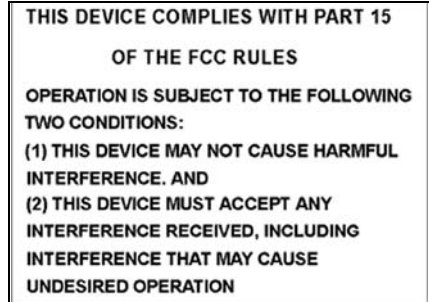 THIS DEVICE COMPLIES WITH PART 15
OF THE FCC RULES
OPERATION IS SUBJECT TO THE FOLLOWING
TWO CONDITIONS:
(1) THIS DEVICE MAY NOT CAUSE HARMFUL
INTERFERENCE. AND
(2) THIS DEVICE MUST ACCEPT ANY
INTERFERENCE RECEIVED, INCLUDING
INTERFERENCE THAT MAY CAUSE
UNDESIRED OPERATION